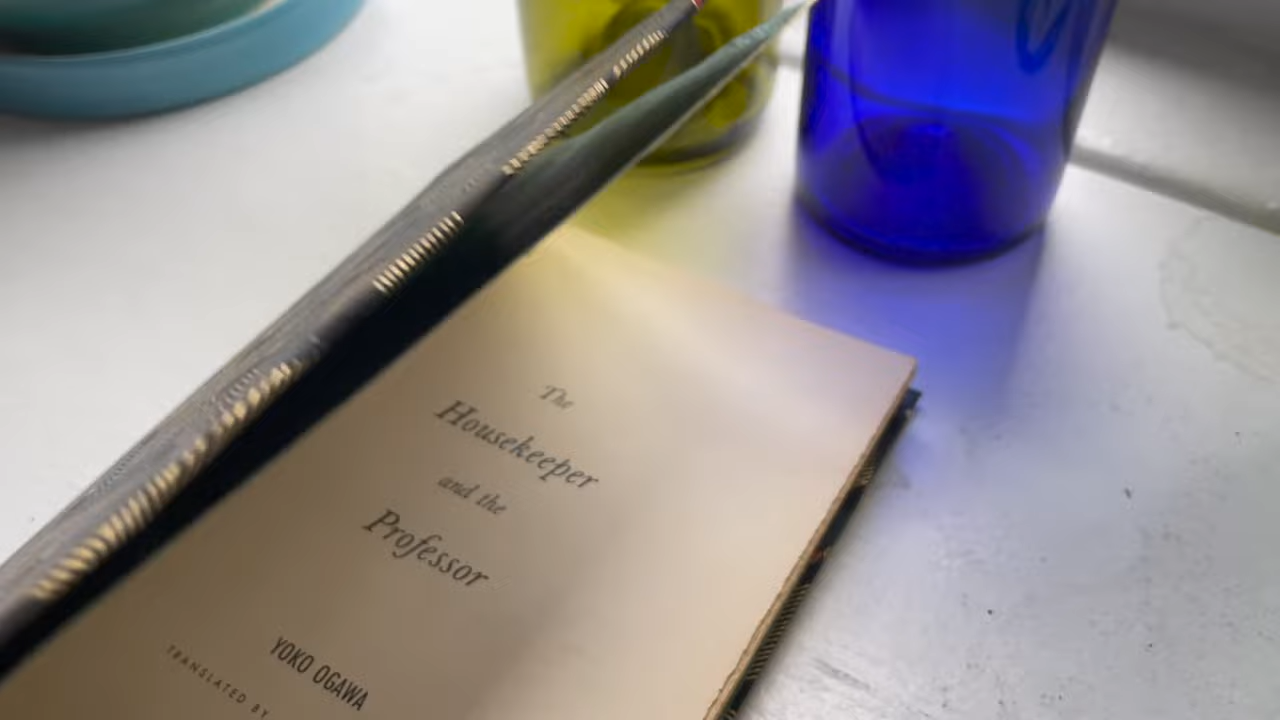 The
Housekeeper
and the
Professor
YOKO OGAWA
TRANSLATED BY